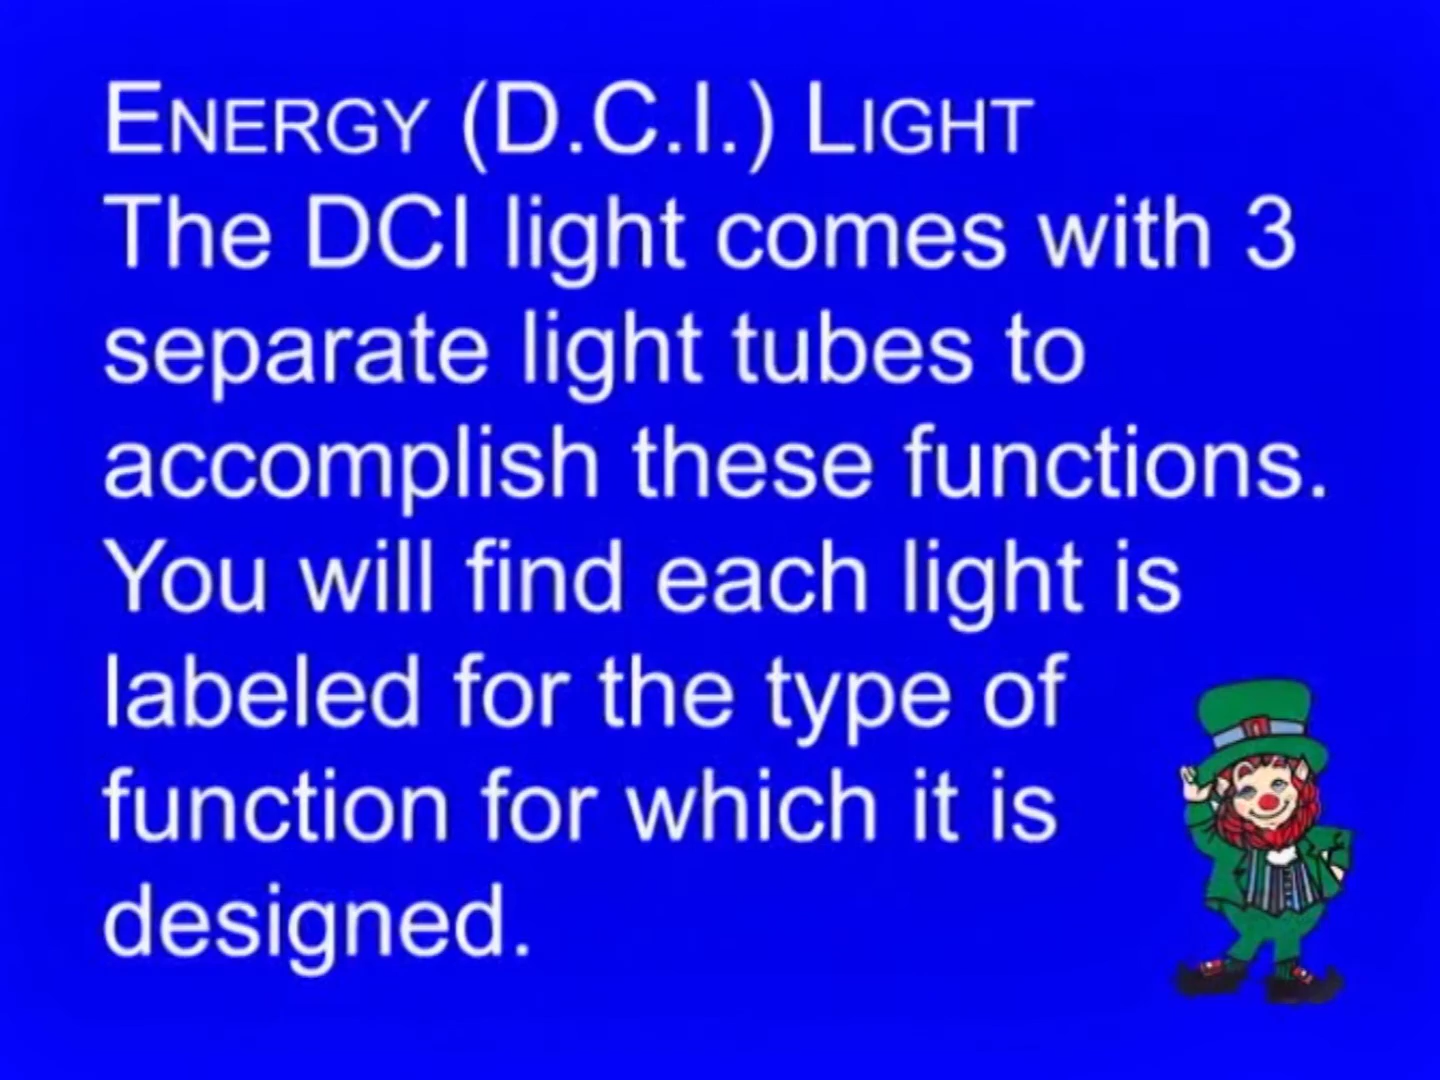 ENERGY (D.C.I.) LIGHT
The DCI light comes with 3
separate light tubes to
accomplish these functions.
You will find each light is
labeled for the type of
function for which it is
designed.